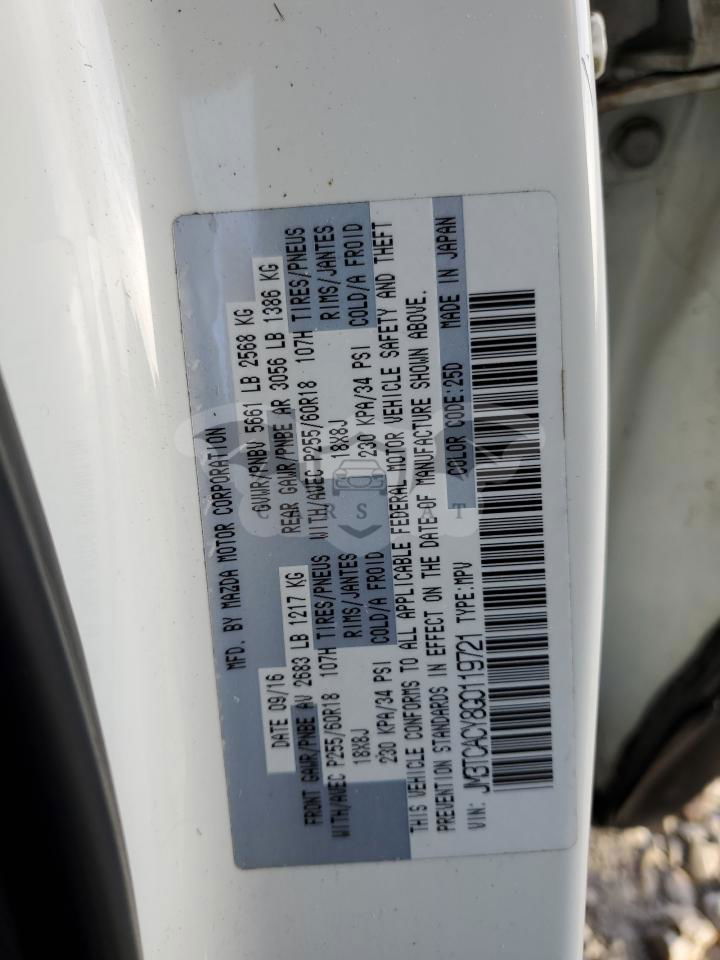 MFD. BY MAZDA MOTOR CORPORATION
DATE 09/16 GVWR/PNBV 5661 LB 2568 KG
FRONT GAWR/PNBE AV 2683 LB 1217 KG REAR GAWR/PNBE AR 3056 LB 1386 KG
WITH/AVEC P255/60R18 107H TIRES/PNEUS WITH/AVEC P255/60R18 107H TIRES/PNEUS
18X8J RIMS/JANTES 18X8J RIMS/JANTES
230 KPA/34 PSI COLD/A FROID 230 KPA/34 PSI COLD/A FROID
THIS VEHICLE CONFORMS TO ALL APPLICABLE FEDERAL MOTOR VEHICLE SAFETY AND THEFT
PREVENTION STANDARDS IN EFFECT ON THE DATE OF MANUFACTURE SHOWN ABOVE.
VIN: JM3TCACY8G0119721 TYPE:MPV COLOR CODE:25D MADE IN JAPAN